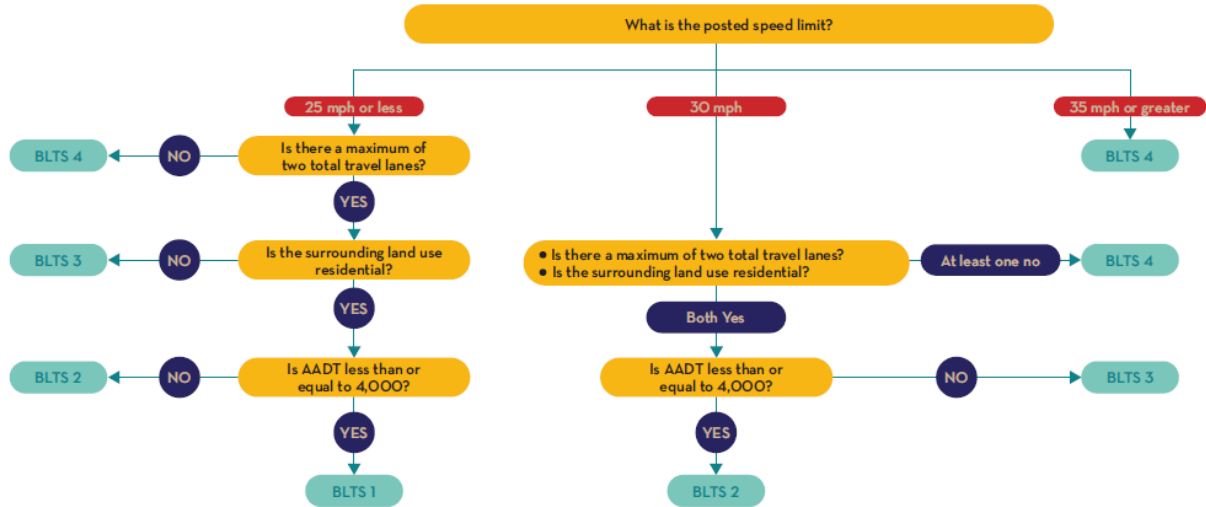 What is the posted speed limit?
25 mph or less
30 mph
35 mph or greater
BLTS 4
NO
Is there a maximum of
two total travel lanes?
BLTS 4
YES
BLTS 3
NO
Is the surrounding land use
residential?
● Is there a maximum of two total travel lanes?
● Is the surrounding land use residential?
At least one no
BLTS 4
YES
Both Yes
BLTS 2
NO
Is AADT less than or
equal to 4,000?
Is AADT less than or
equal to 4,000?
NO
BLTS 3
YES
YES
BLTS 1
BLTS 2